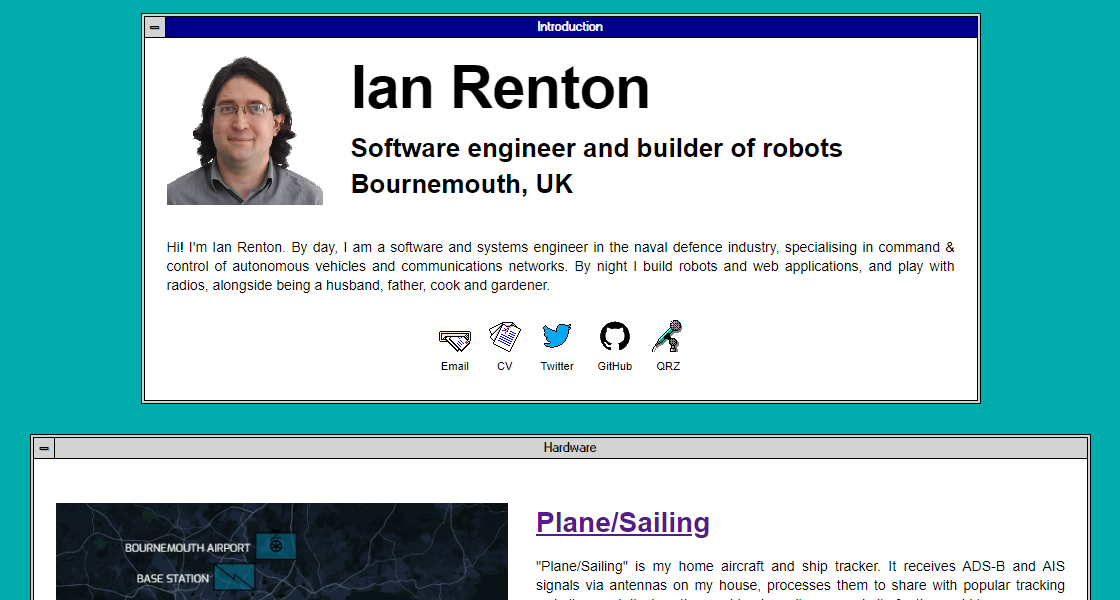 Introduction
Ian Renton
Software engineer and builder of robots
Bournemouth, UK
Hi! I'm Ian Renton. By day, I am a software and systems engineer in the naval defence industry, specialising in command &
control of autonomous vehicles and communications networks. By night I build robots and web applications, and play with
radios, alongside being a husband, father, cook and gardener.
Email
CV
Twitter
GitHub
QRZ
Hardware
BOURNEMOUTH AIRPORT
BASE STATION
Plane/Sailing
"Plane/Sailing" is my home aircraft and ship tracker. It receives ADS-B and AIS
signals via antennas on my house, processes them to share with popular tracking